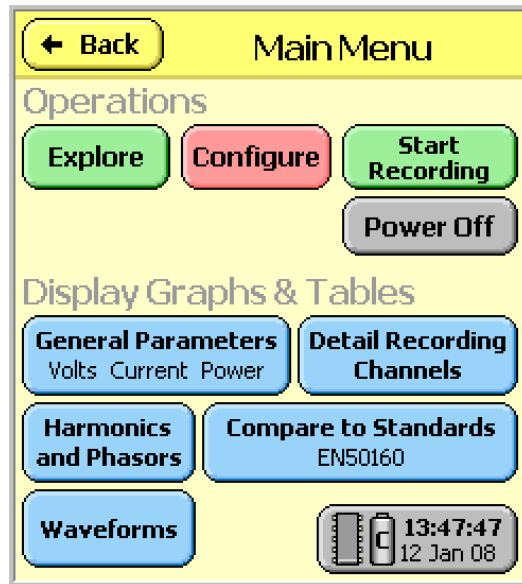 Back
Main Menu
Operations
Explore
Configure
Start
Recording
Power Off
Display Graphs & Tables
General Parameters
Volts Current Power
Detail Recording
Channels
Harmonics
and Phasors
Compare to Standards
EN50160
Waveforms
C
13:47:47
12 Jan 08